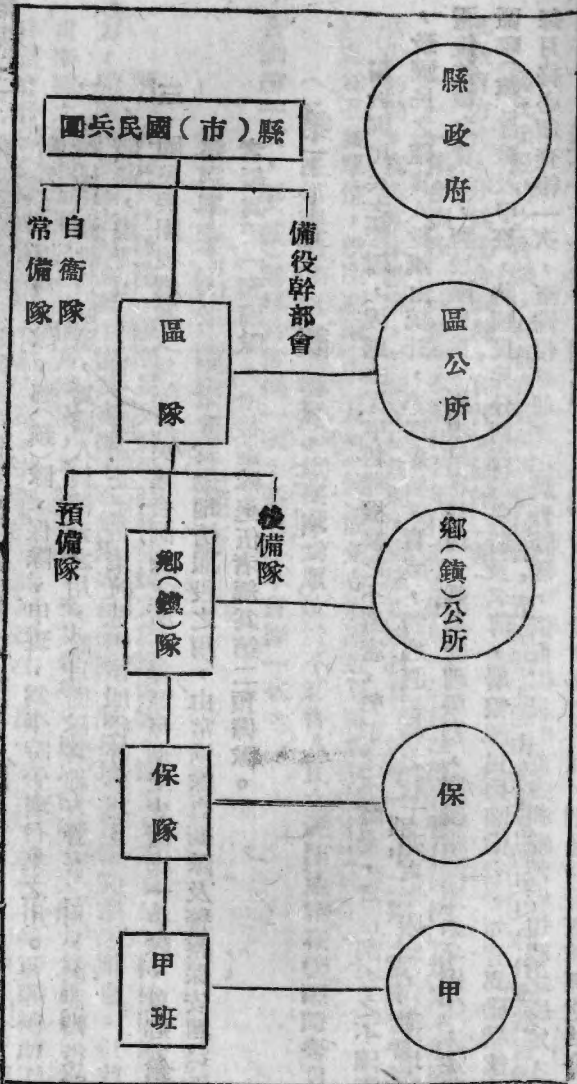 縣政府
縣（市）國民兵團
備役幹部會
自衞隊
常備隊
區公所
區隊
後備隊
預備隊
鄉（鎮）公所
鄉（鎮）隊
保
保隊
甲
甲班